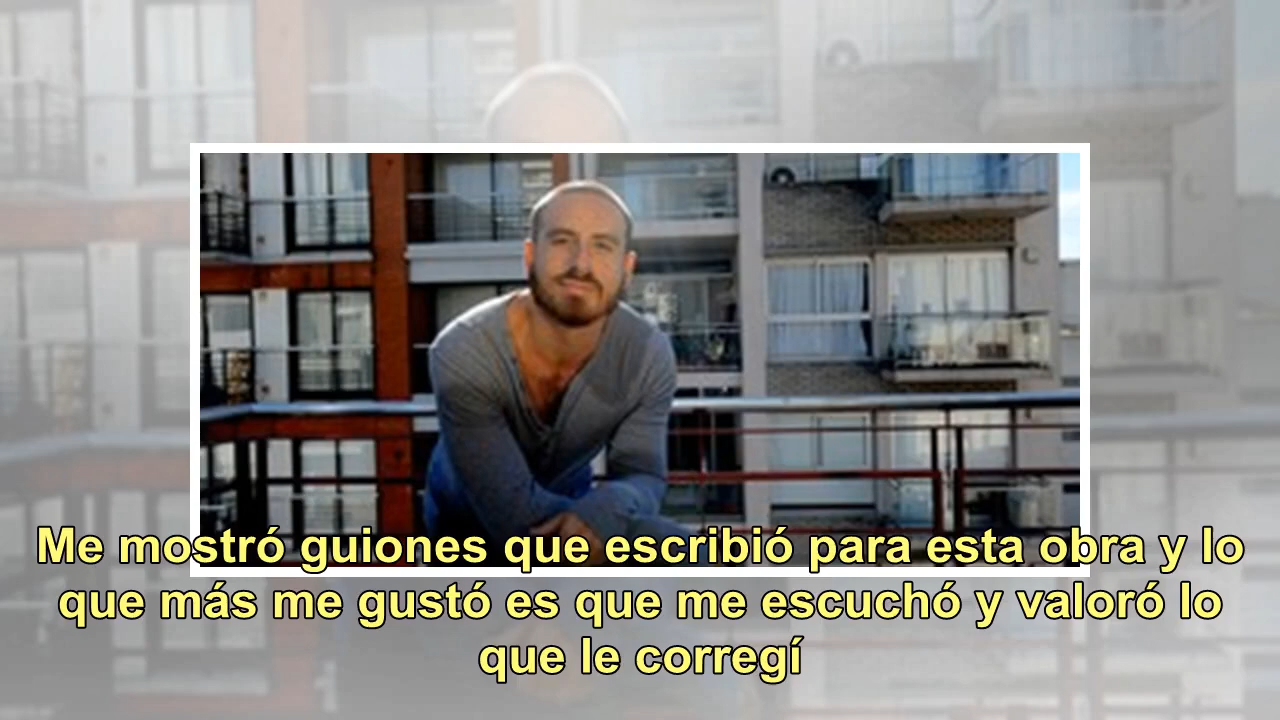 Me mostró guiones que escribió para esta obra y lo
que más me gustó es que me escuchó y valoró lo
que le corregí